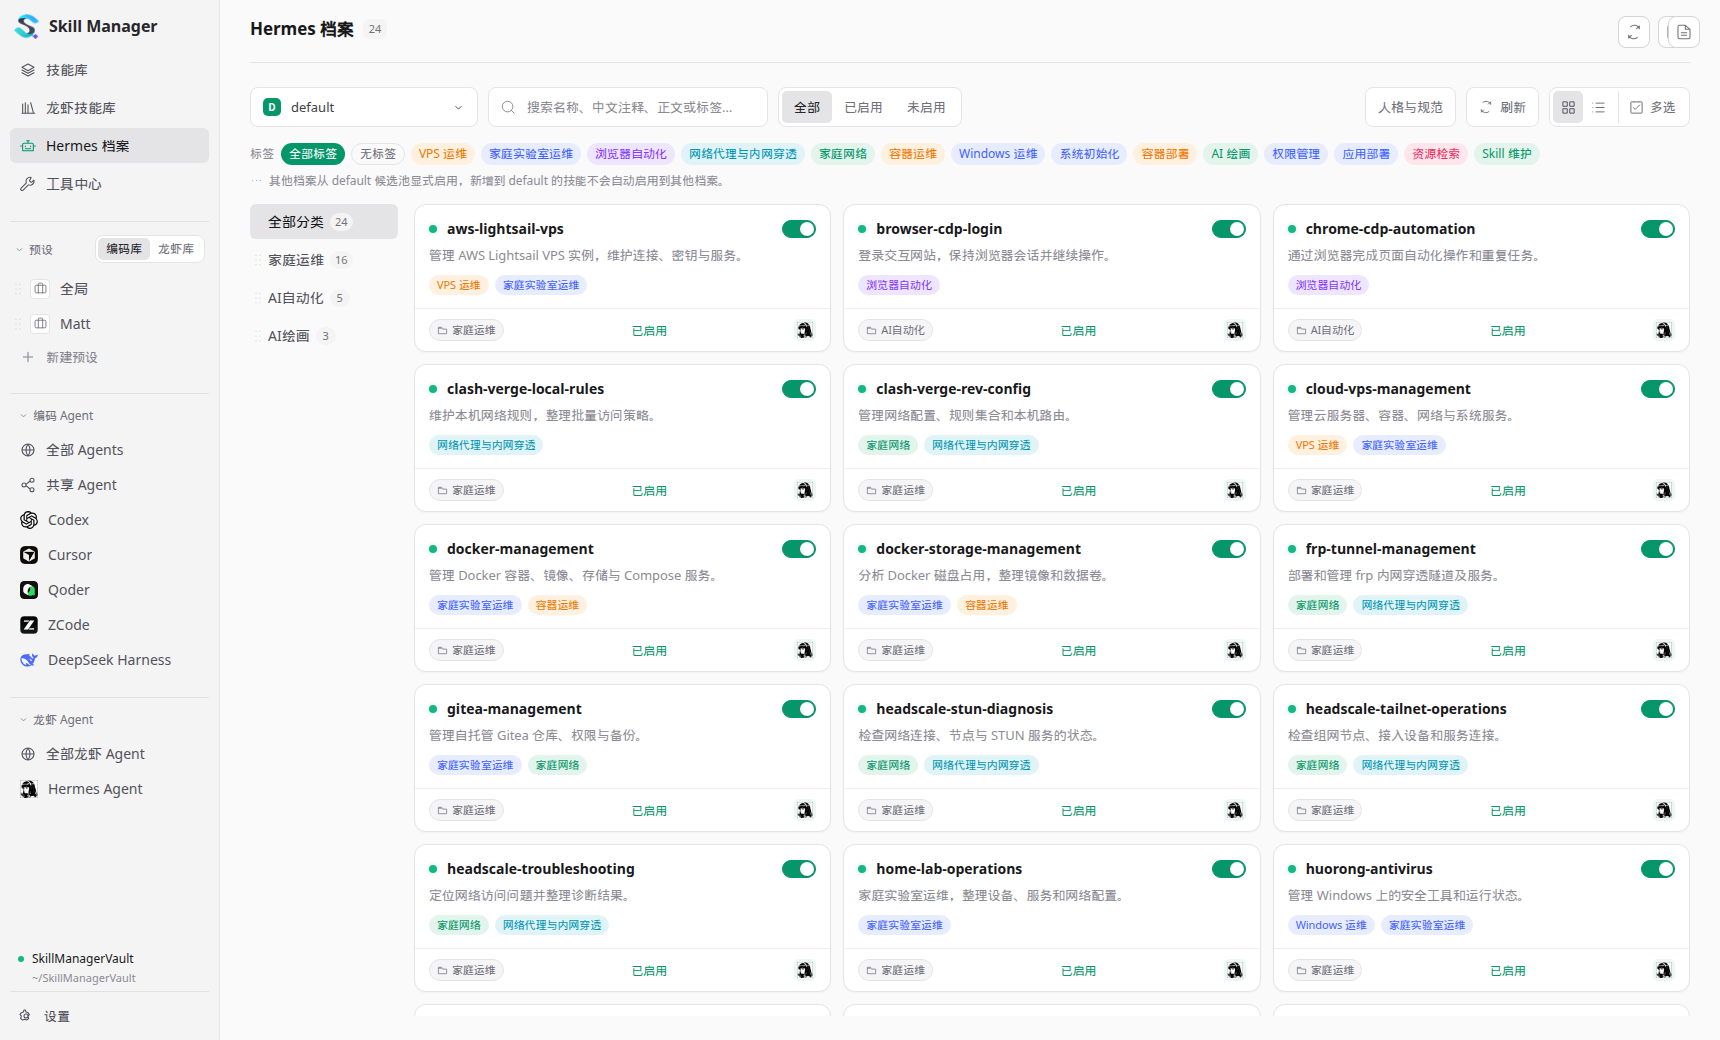 Skill Manager
技能库
龙虾技能库
Hermes 档案
工具中心
预设
编码库
龙虾库
全局
Matt
新建预设
编码 Agent
全部 Agents
共享 Agent
Codex
Cursor
Qoder
ZCode
DeepSeek Harness
龙虾 Agent
全部龙虾 Agent
Hermes Agent
SkillManagerVault
~/SkillManagerVault
设置
Hermes 档案 24
D default
搜索名称、中文注释、正文或标签...
全部 已启用 未启用
人格与规范
刷新
多选
标签 全部标签 无标签 VPS 运维 家庭实验室运维 浏览器自动化 网络代理与内网穿透 家庭网络 容器运维 Windows 运维 系统初始化 容器部署 AI 绘画 权限管理 应用部署 资源检索 Skill 维护
··· 其他档案从 default 候选池显式启用，新增到 default 的技能不会自动启用到其他档案。
全部分类 24
家庭运维 16
AI自动化 5
AI绘画 3
aws-lightsail-vps
管理 AWS Lightsail VPS 实例，维护连接、密钥与服务。
VPS 运维 家庭实验室运维
家庭运维 已启用
browser-cdp-login
登录交互网站，保持浏览器会话并继续操作。
浏览器自动化
AI自动化 已启用
chrome-cdp-automation
通过浏览器完成页面自动化操作和重复任务。
浏览器自动化
AI自动化 已启用
clash-verge-local-rules
维护本机网络规则，整理批量访问策略。
网络代理与内网穿透
家庭运维 已启用
clash-verge-rev-config
管理网络配置、规则集合和本机路由。
家庭网络 网络代理与内网穿透
家庭运维 已启用
cloud-vps-management
管理云服务器、容器、网络与系统服务。
VPS 运维 家庭实验室运维
家庭运维 已启用
docker-management
管理 Docker 容器、镜像、存储与 Compose 服务。
家庭实验室运维 容器运维
家庭运维 已启用
docker-storage-management
分析 Docker 磁盘占用，整理镜像和数据卷。
家庭实验室运维 容器运维
家庭运维 已启用
frp-tunnel-management
部署和管理 frp 内网穿透隧道及服务。
家庭网络 网络代理与内网穿透
家庭运维 已启用
gitea-management
管理自托管 Gitea 仓库、权限与备份。
家庭实验室运维 家庭网络
家庭运维 已启用
headscale-stun-diagnosis
检查网络连接、节点与 STUN 服务的状态。
家庭网络 网络代理与内网穿透
家庭运维 已启用
headscale-tailnet-operations
检查组网节点、接入设备和服务连接。
家庭网络 网络代理与内网穿透
家庭运维 已启用
headscale-troubleshooting
定位网络访问问题并整理诊断结果。
家庭网络 网络代理与内网穿透
家庭运维 已启用
home-lab-operations
家庭实验室运维，整理设备、服务和网络配置。
家庭实验室运维
家庭运维 已启用
huorong-antivirus
管理 Windows 上的安全工具和运行状态。
Windows 运维 家庭实验室运维
家庭运维 已启用